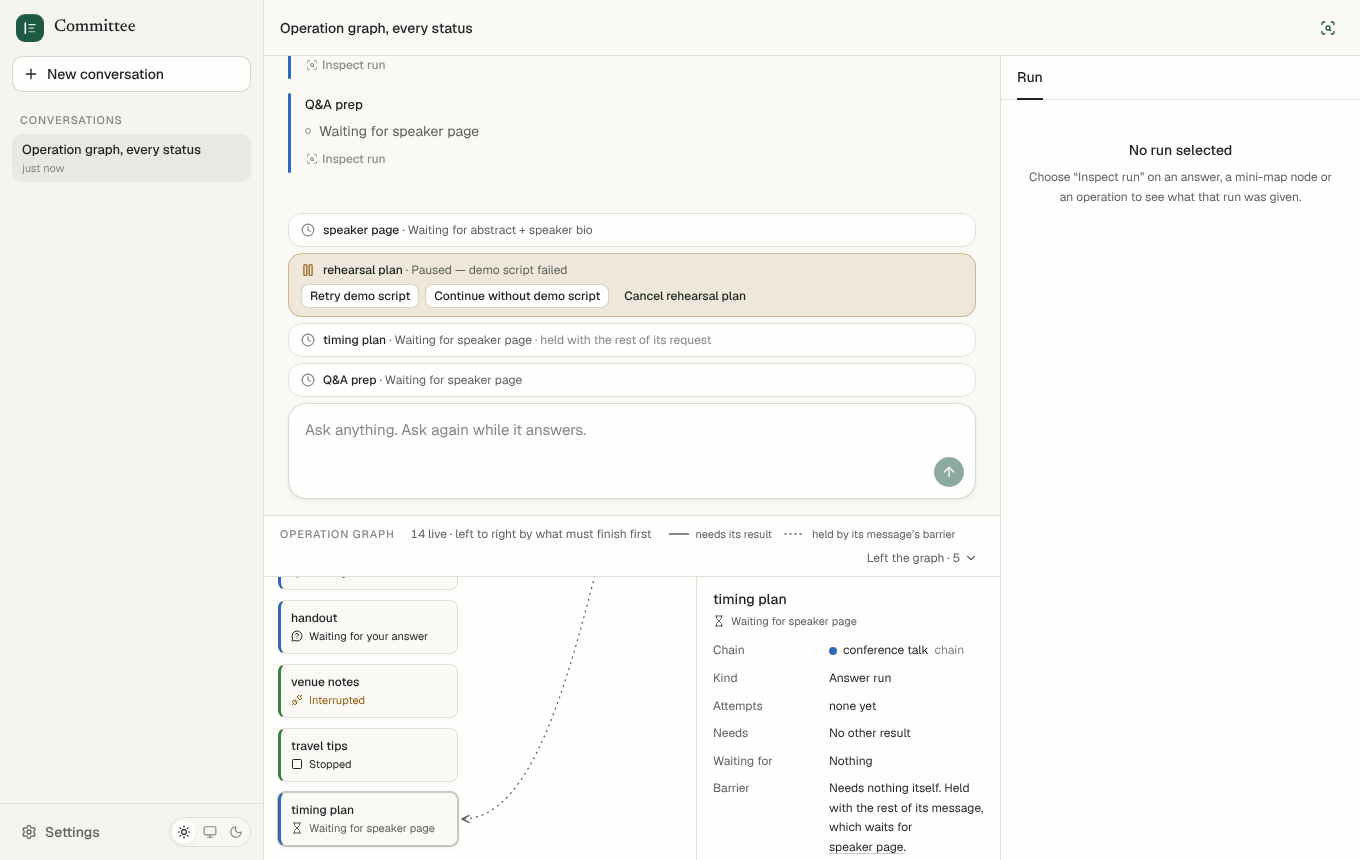 Committee
Operation graph, every status
New conversation
CONVERSATIONS
Operation graph, every status
just now
Settings
Inspect run
Q&A prep
Waiting for speaker page
Inspect run
speaker page · Waiting for abstract + speaker bio
rehearsal plan · Paused — demo script failed
Retry demo script
Continue without demo script
Cancel rehearsal plan
timing plan · Waiting for speaker page · held with the rest of its request
Q&A prep · Waiting for speaker page
Ask anything. Ask again while it answers.
OPERATION GRAPH
14 live · left to right by what must finish first
needs its result
held by its message's barrier
Left the graph · 5
handout
Waiting for your answer
venue notes
Interrupted
travel tips
Stopped
timing plan
Waiting for speaker page
timing plan
Waiting for speaker page
Chain
conference talk chain
Kind
Answer run
Attempts
none yet
Needs
No other result
Waiting for
Nothing
Barrier
Needs nothing itself. Held
with the rest of its message,
which waits for
speaker page.
Run
No run selected
Choose “Inspect run” on an answer, a mini-map node or
an operation to see what that run was given.